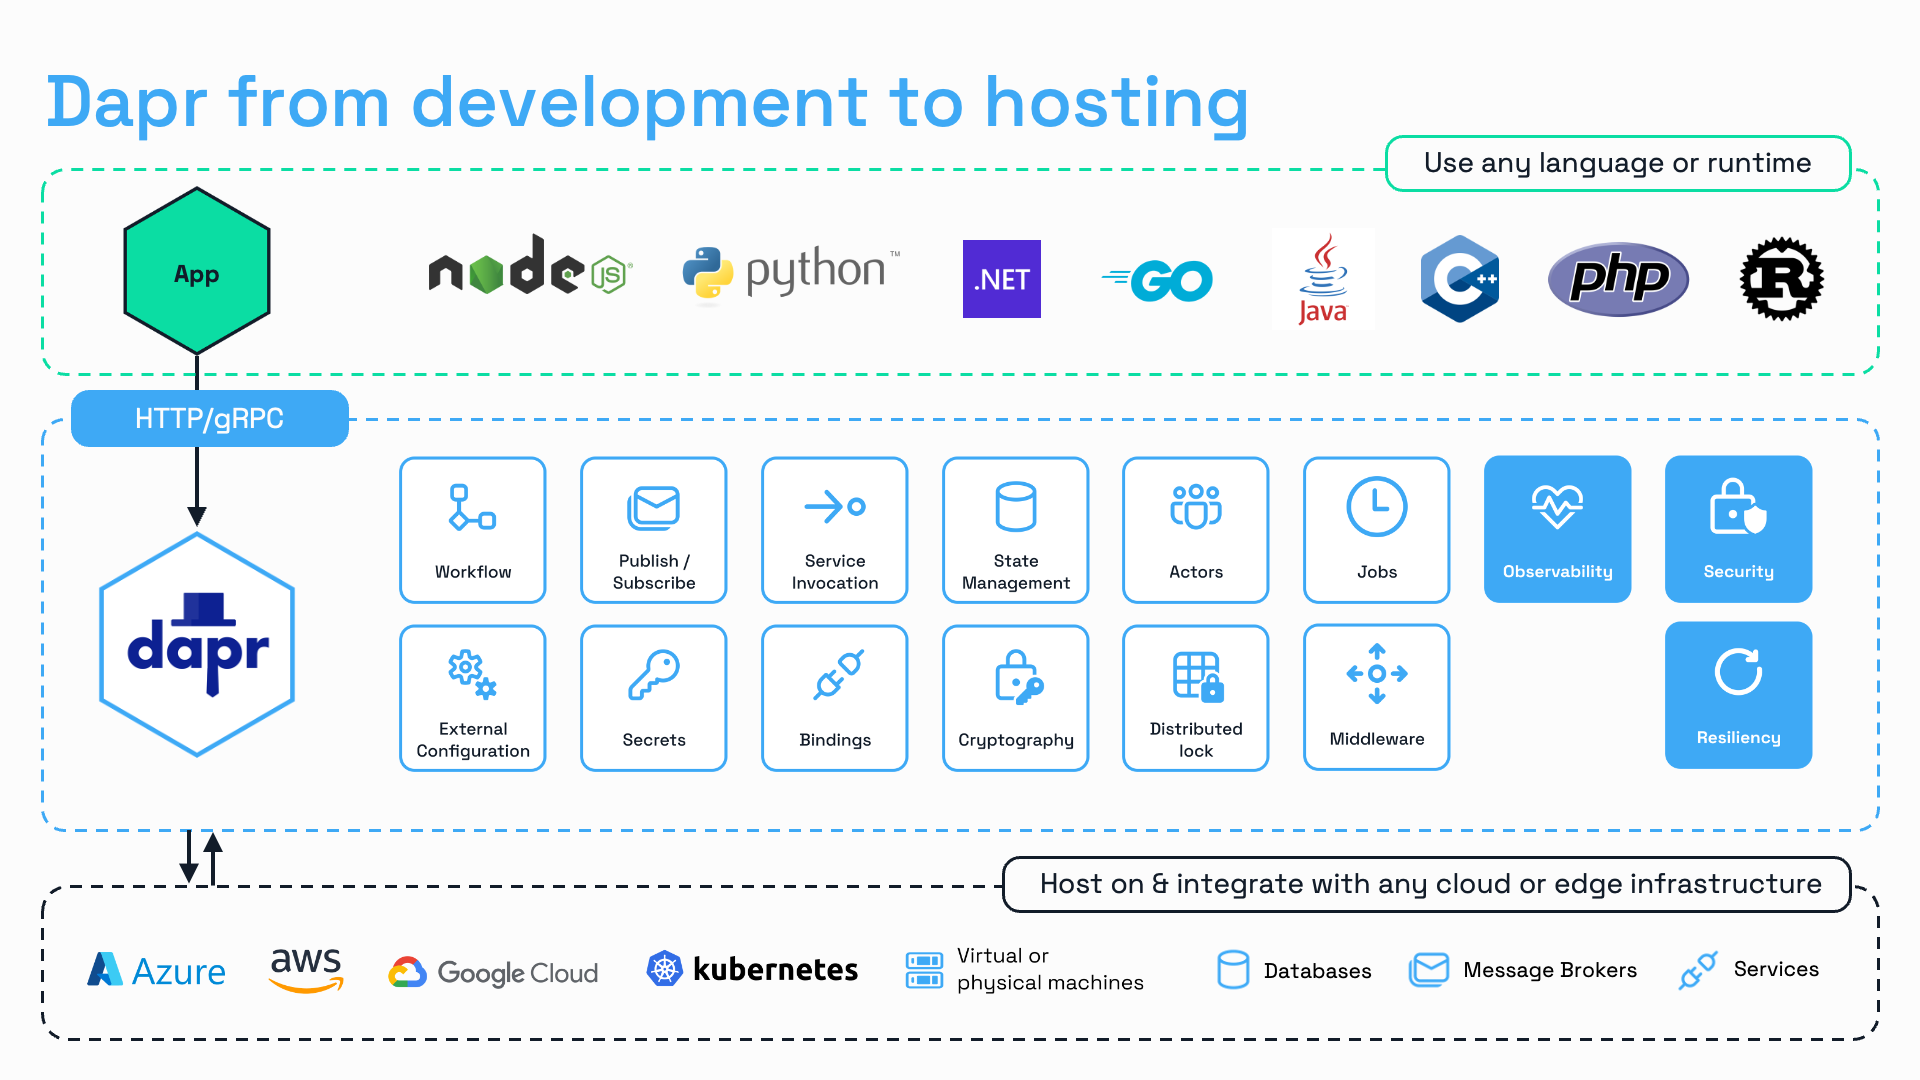 Dapr from development to hosting
Use any language or runtime
App
node JS ®
python ™
.NET
GO
Java
C++
php
R
HTTP/gRPC
dapr
Workflow
Publish /
Subscribe
Service
Invocation
State
Management
Actors
Jobs
Observability
Security
External
Configuration
Secrets
Bindings
Cryptography
Distributed
lock
Middleware
Resiliency
Host on & integrate with any cloud or edge infrastructure
Azure
aws
Google Cloud
kubernetes
Virtual or
physical machines
Databases
Message Brokers
Services